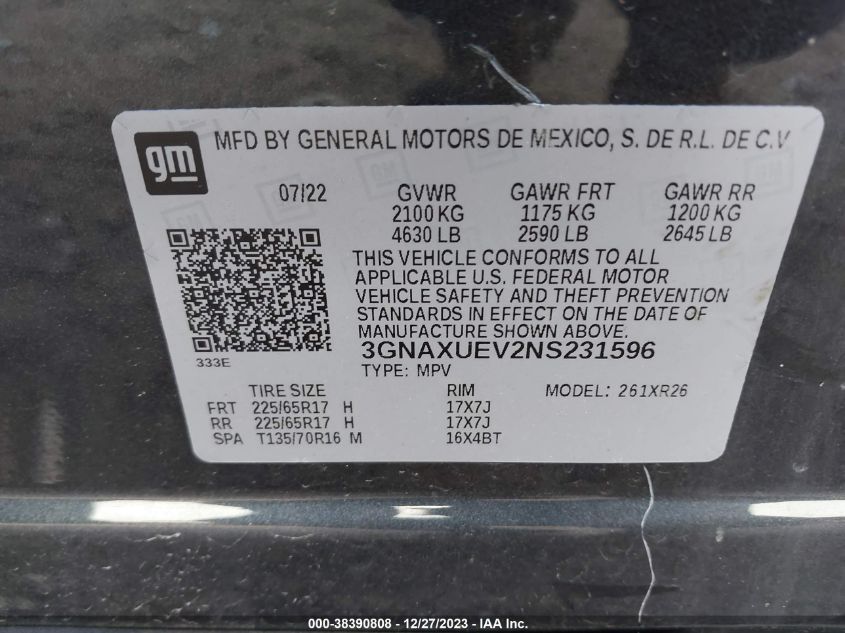 gm
MFD BY GENERAL MOTORS DE MEXICO, S. DE R.L. DE C.V
07/22 GVWR GAWR FRT GAWR RR
2100 KG 1175 KG 1200 KG
4630 LB 2590 LB 2645 LB
THIS VEHICLE CONFORMS TO ALL
APPLICABLE U.S. FEDERAL MOTOR
VEHICLE SAFETY AND THEFT PREVENTION
STANDARDS IN EFFECT ON THE DATE OF
MANUFACTURE SHOWN ABOVE.
333E
3GNAXUEV2NS231596
TYPE: MPV
TIRE SIZE RIM MODEL: 261XR26
FRT 225/65R17 H 17X7J
RR 225/65R17 H 17X7J
SPA T135/70R16 M 16X4BT
000-38390808 - 12/27/2023 - IAEV Inc.